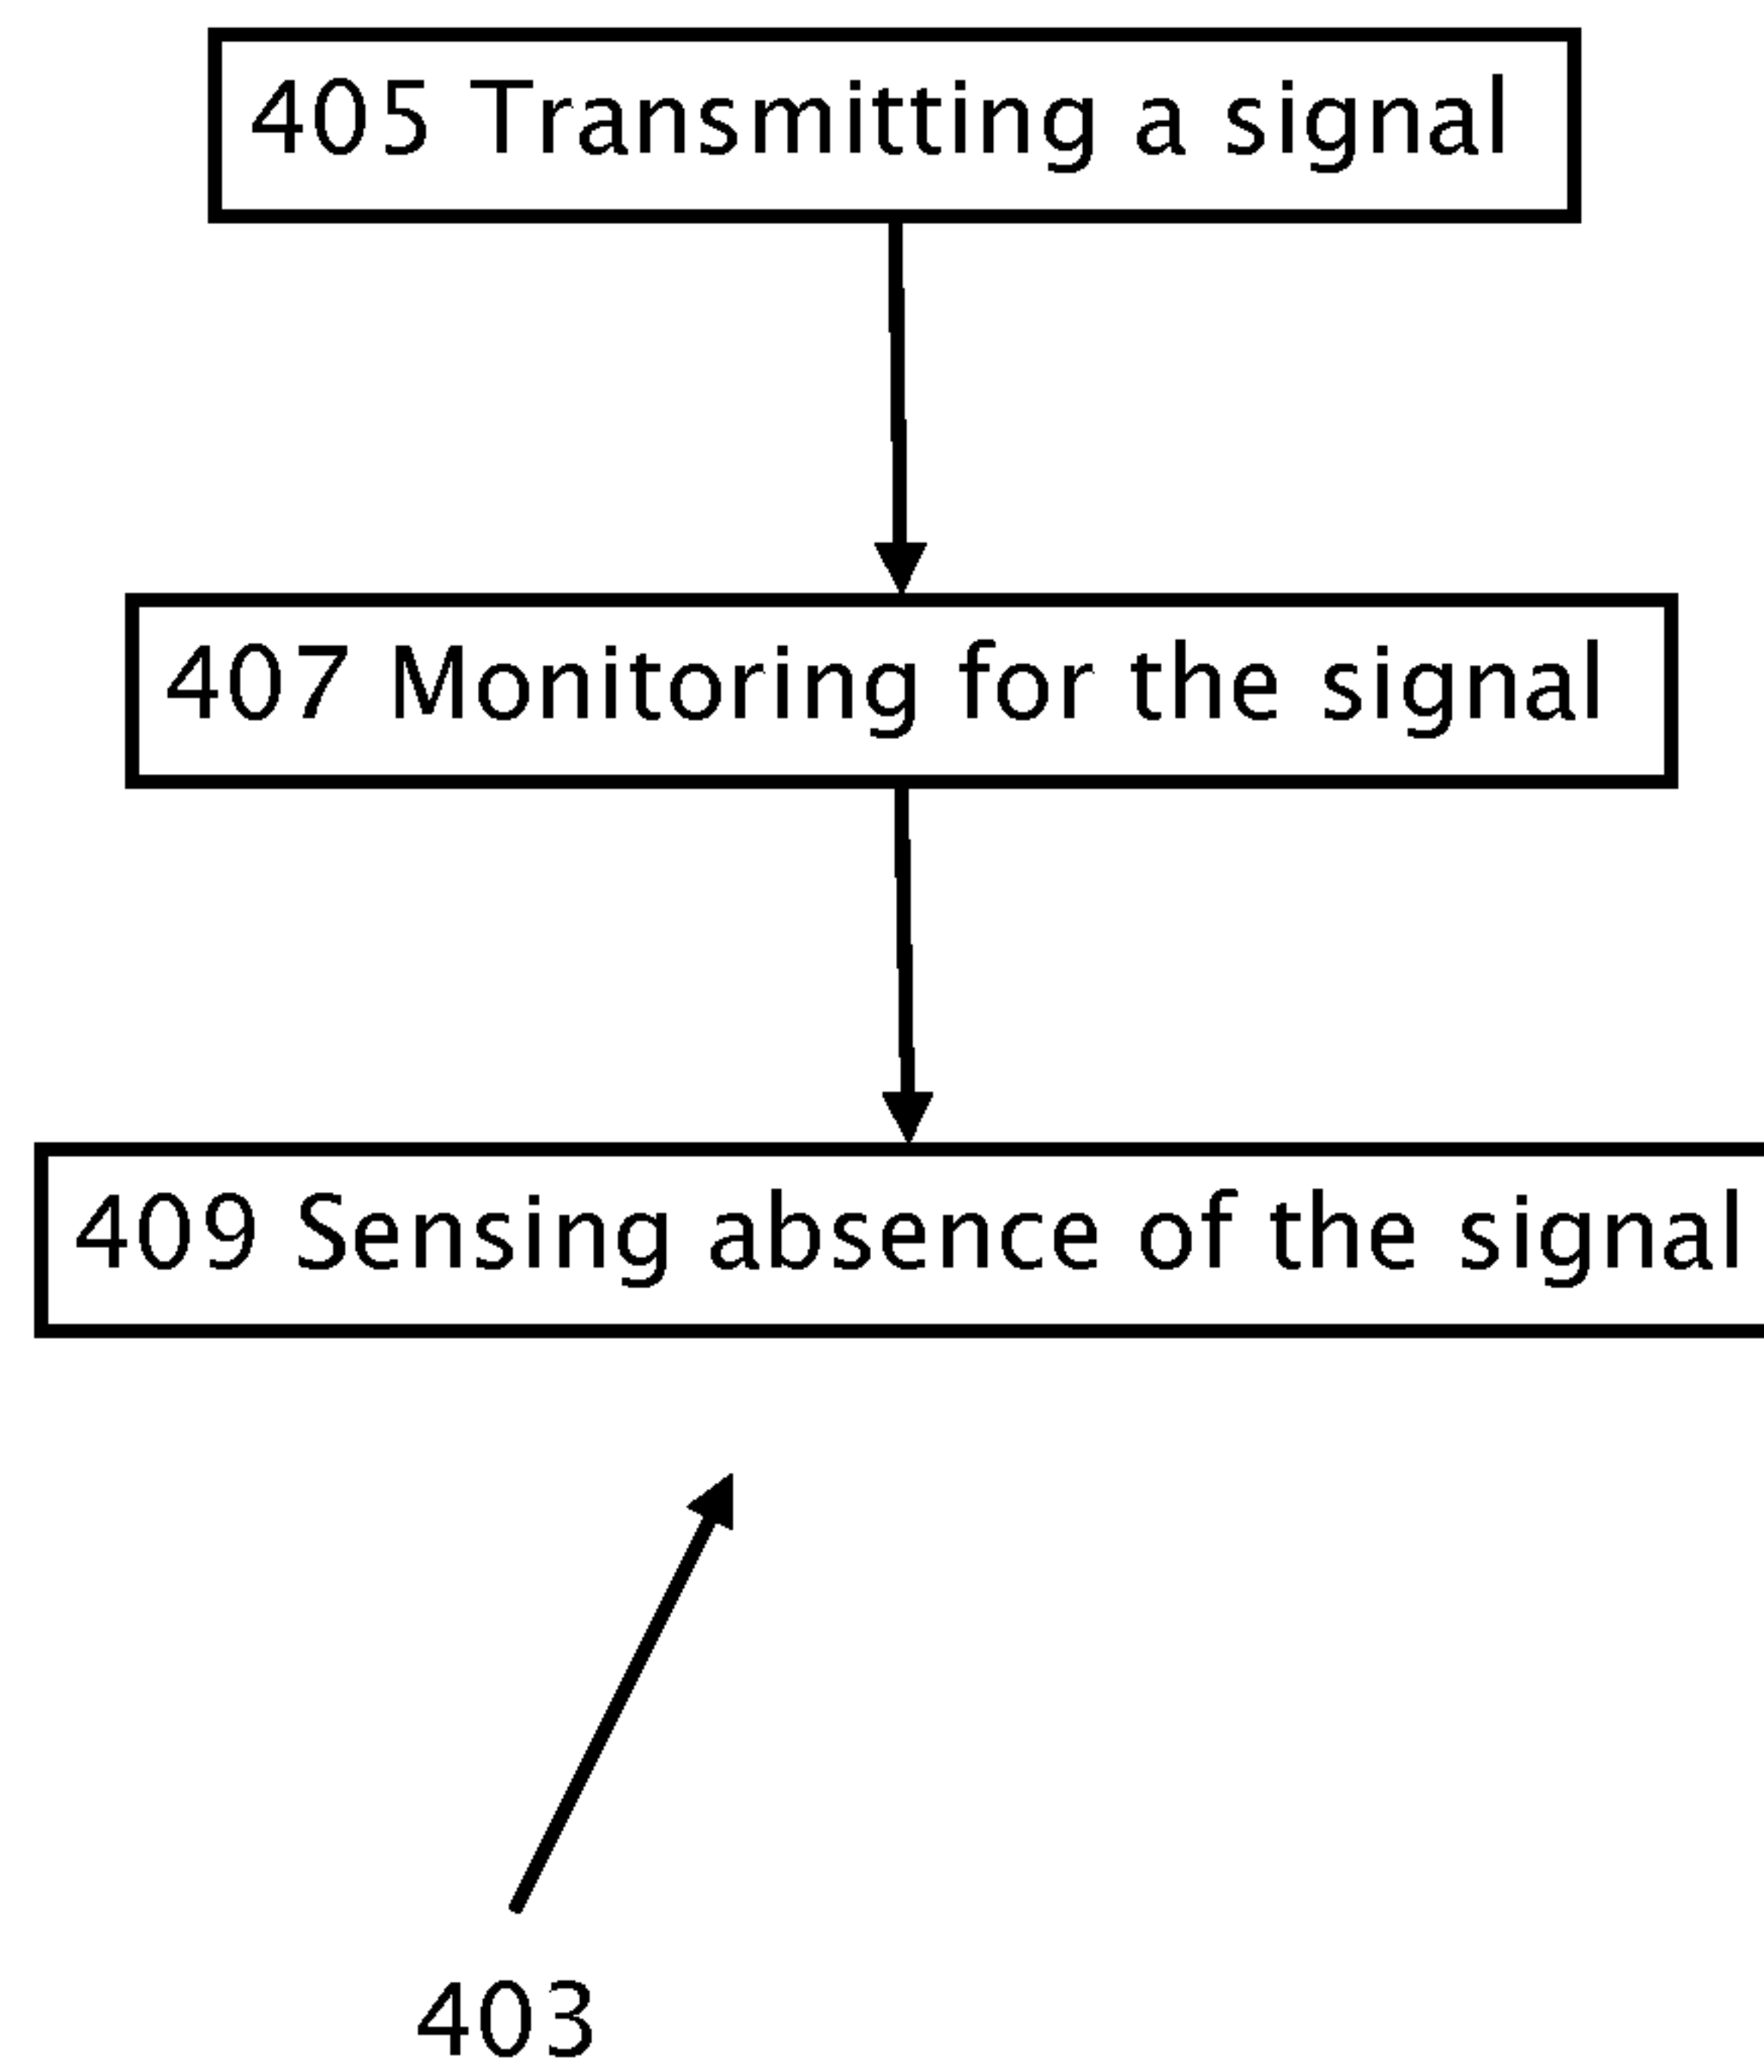 405 Transmitting a signal
407 Monitoring for the signal
409 Sensing absence of the signal
403